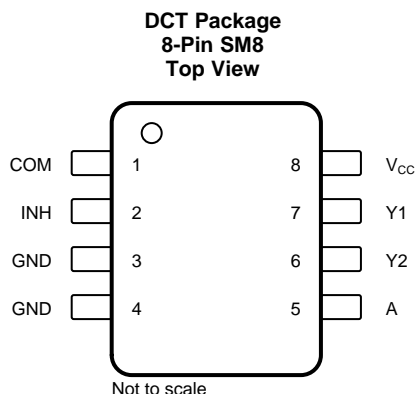 DCT Package
8-Pin SM8
Top View
COM 1 8 VCC
INH 2 7 Y1
GND 3 6 Y2
GND 4 5 A
Not to scale